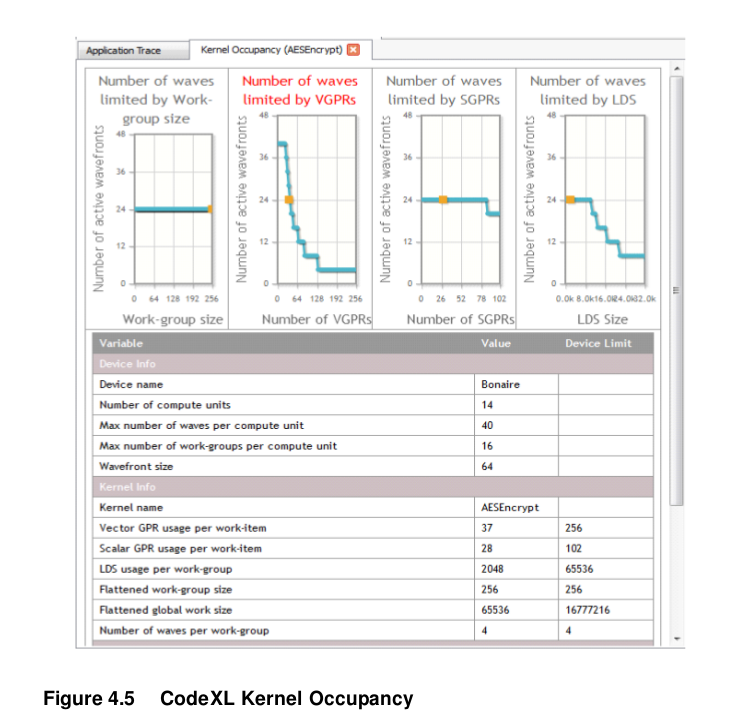 Application Trace
Kernel Occupancy (AESEncrypt)
Number of waves
limited by Work-
group size
Number of active wavefronts
48
36
24
12
0
0 64 128 192 256
Work-group size
Number of waves
limited by VGPRs
Number of active wavefronts
48
36
24
12
0
0 64 128 192 256
Number of VGPRs
Number of waves
limited by SGPRs
Number of active wavefronts
48
36
24
12
0
0 26 52 78 102
Number of SGPRs
Number of waves
limited by LDS
Number of active wavefronts
48
36
24
12
0
0.0k 8.0k
LDS Size
Variable Value Device Limit
Device Info
Device name Bonaire
Number of compute units 14
Max number of waves per compute unit 40
Max number of work-groups per compute unit 16
Wavefront size 64
Kernel Info
Kernel name AESEncrypt
Vector GPR usage per work-item 37 256
Scalar GPR usage per work-item 28 102
LDS usage per work-group 2048 65536
Flattened work-group size 256 256
Flattened global work size 65536 16777216
Number of waves per work-group 4 4
Figure 4.5 CodeXL Kernel Occupancy